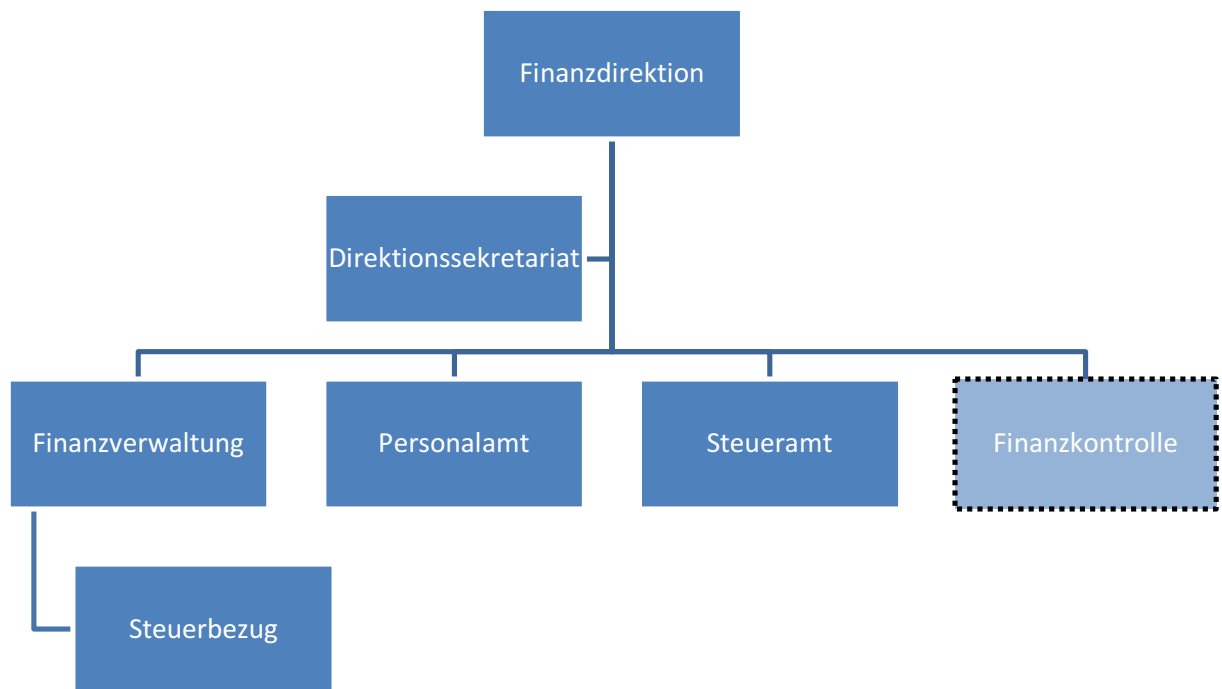 Finanzdirektion
Direktionssekretariat
Finanzverwaltung
Personalamt
Steueramt
Finanzkontrolle
Steuerbezug